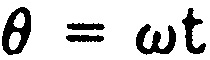 θ = ωt